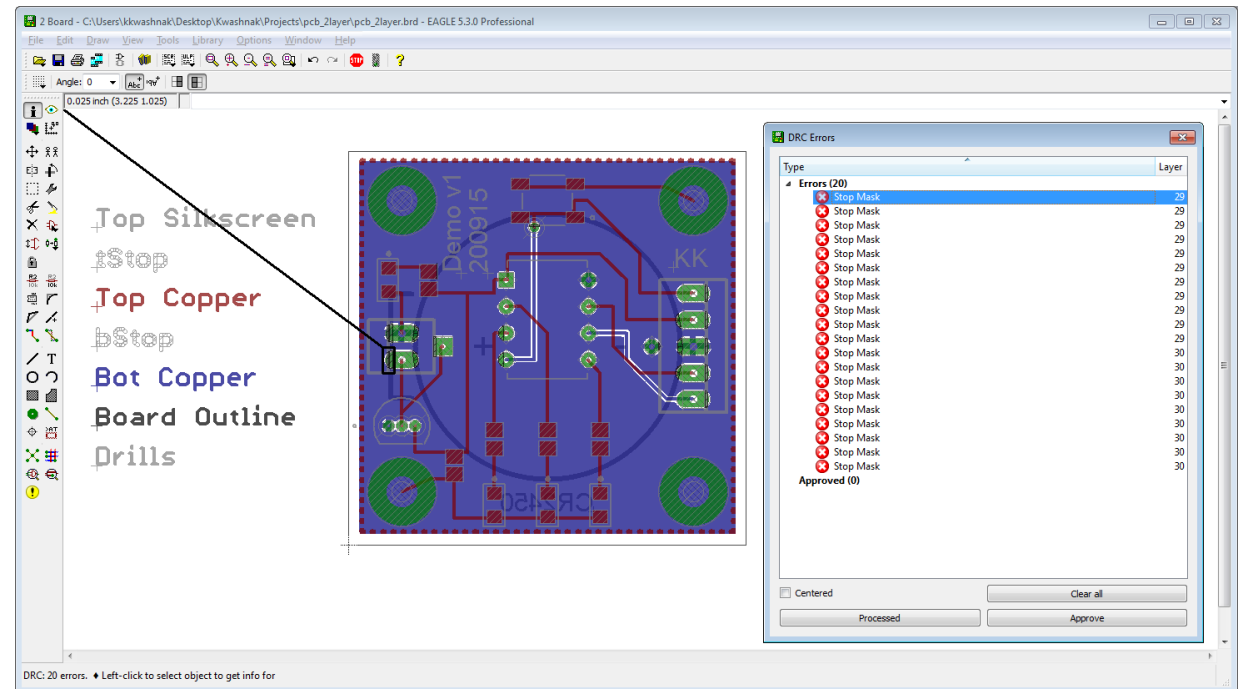 2 Board - C:\Users\kkwashnak\Desktop\Kwashnak\Projects\pcb_2layer\pcb_2layer.brd - EAGLE 5.3.0 Professional
File Edit Draw View Tools Library Options Window Help
SCR ULP STOP ?
Angle: 0 Abc
0.025 inch (3.225 1.025)
Top Silkscreen
tStop
Top Copper
bStop
Bot Copper
Board Outline
Drills
Demo v1
200915
KK
+
CR2450
DRC Errors
Type Layer
Errors (20)
Stop Mask 29
Stop Mask 29
Stop Mask 29
Stop Mask 29
Stop Mask 29
Stop Mask 29
Stop Mask 29
Stop Mask 29
Stop Mask 29
Stop Mask 29
Stop Mask 29
Stop Mask 30
Stop Mask 30
Stop Mask 30
Stop Mask 30
Stop Mask 30
Stop Mask 30
Stop Mask 30
Stop Mask 30
Stop Mask 30
Approved (0)
Centered Clear all
Processed Approve
DRC: 20 errors. ♦ Left-click to select object to get info for